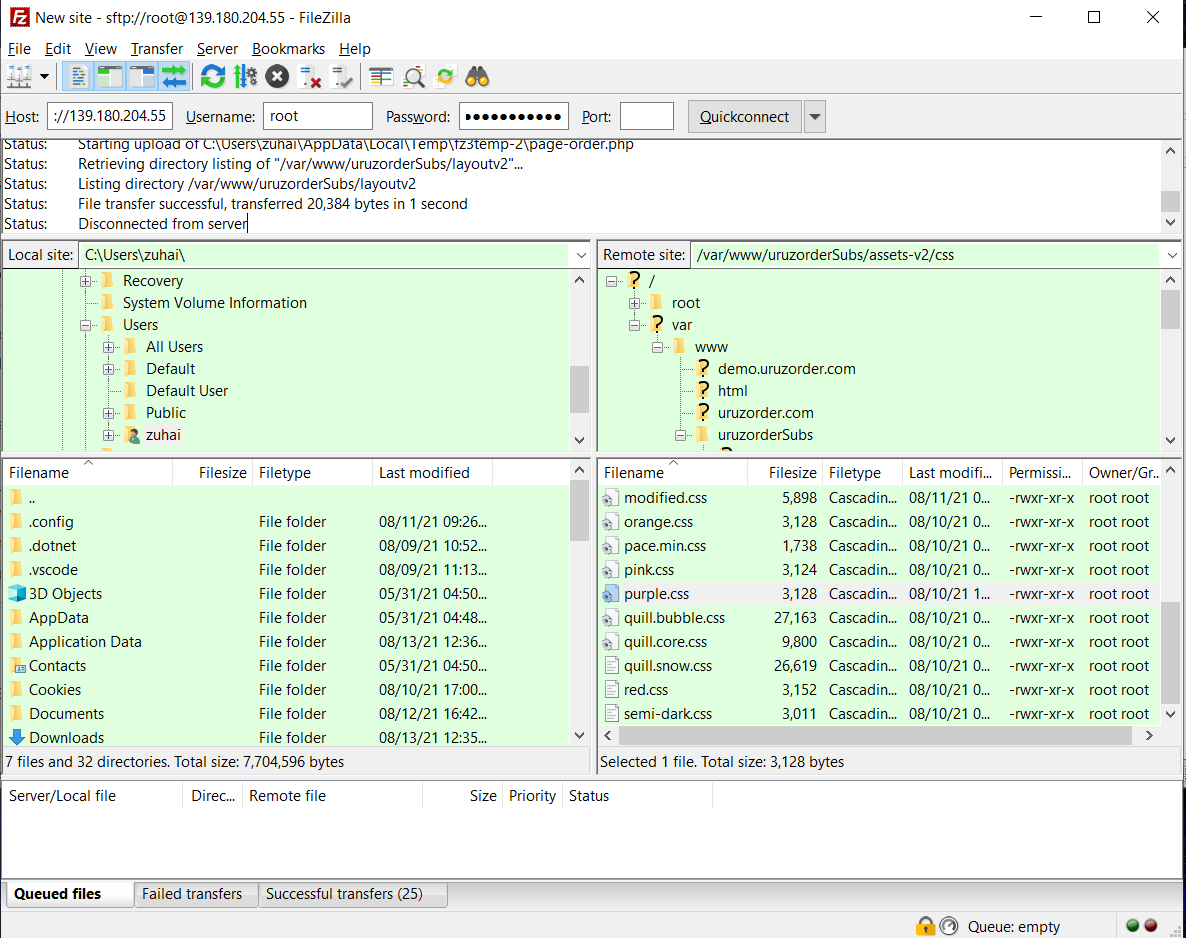 New site - sftp://root@139.180.204.55 - FileZilla
File Edit View Transfer Server Bookmarks Help
Host: ://139.180.204.55 Username: root Password: ●●●●●●●●●●● Port: Quickconnect
Status: Starting upload of C:\Users\zuhai\AppData\Local\Temp\fz3temp-2\page-order.php
Status: Retrieving directory listing of "/var/www/uruzorderSubs/layoutv2"...
Status: Listing directory /var/www/uruzorderSubs/layoutv2
Status: File transfer successful, transferred 20,384 bytes in 1 second
Status: Disconnected from server
Local site: C:\Users\zuhai\
Recovery
System Volume Information
Users
All Users
Default
Default User
Public
zuhai
Filename Filesize Filetype Last modified
..
.config File folder 08/11/21 09:26...
.dotnet File folder 08/09/21 10:52...
.vscode File folder 08/09/21 11:13...
3D Objects File folder 05/31/21 04:50...
AppData File folder 05/31/21 04:48...
Application Data File folder 08/13/21 12:36...
Contacts File folder 05/31/21 04:50...
Cookies File folder 08/10/21 17:00...
Documents File folder 08/12/21 16:42...
Downloads File folder 08/13/21 12:35...
7 files and 32 directories. Total size: 7,704,596 bytes
Remote site: /var/www/uruzorderSubs/assets-v2/css
/
root
var
www
demo.uruzorder.com
html
uruzorder.com
uruzorderSubs
Filename Filesize Filetype Last modifi... Permissi... Owner/Gr...
modified.css 5,898 Cascadin... 08/11/21 0... -rwxr-xr-x root root
orange.css 3,128 Cascadin... 08/10/21 0... -rwxr-xr-x root root
pace.min.css 1,738 Cascadin... 08/10/21 0... -rwxr-xr-x root root
pink.css 3,124 Cascadin... 08/10/21 0... -rwxr-xr-x root root
purple.css 3,128 Cascadin... 08/10/21 1... -rwxr-xr-x root root
quill.bubble.css 27,163 Cascadin... 08/10/21 0... -rwxr-xr-x root root
quill.core.css 9,800 Cascadin... 08/10/21 0... -rwxr-xr-x root root
quill.snow.css 26,619 Cascadin... 08/10/21 0... -rwxr-xr-x root root
red.css 3,152 Cascadin... 08/10/21 0... -rwxr-xr-x root root
semi-dark.css 3,011 Cascadin... 08/10/21 0... -rwxr-xr-x root root
Selected 1 file. Total size: 3,128 bytes
Server/Local file Direc... Remote file Size Priority Status
Queued files Failed transfers Successful transfers (25)
Queue: empty